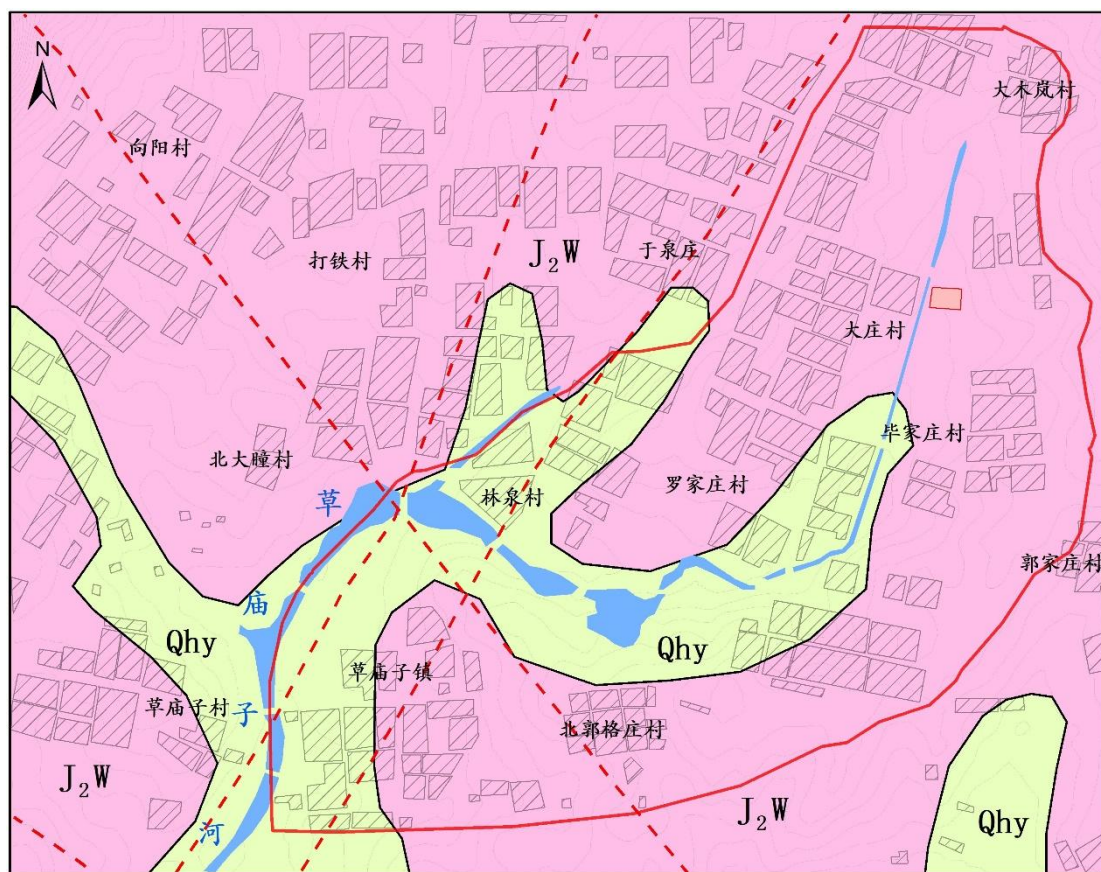 N
大木岚村
向阳村
打铁村
J₂W
于泉庄
大庄村
北大疃村
毕家庄村
罗家庄村
草
林泉村
郭家庄村
庙
Qhy
Qhy
草庙子镇
草庙子村
子
北郭格庄村
J₂W
J₂W
Qhy
河